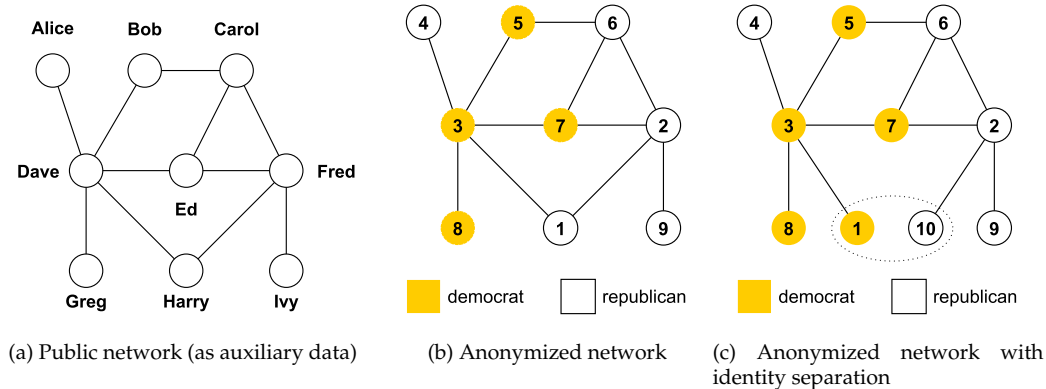 Alice
Bob
Carol
Dave
Ed
Fred
Greg
Harry
Ivy
(a) Public network (as auxiliary data)
4
5
6
3
7
2
8
1
9
democrat
republican
(b) Anonymized network
4
5
6
3
7
2
8
1
10
9
democrat
republican
(c) Anonymized network with
identity separation